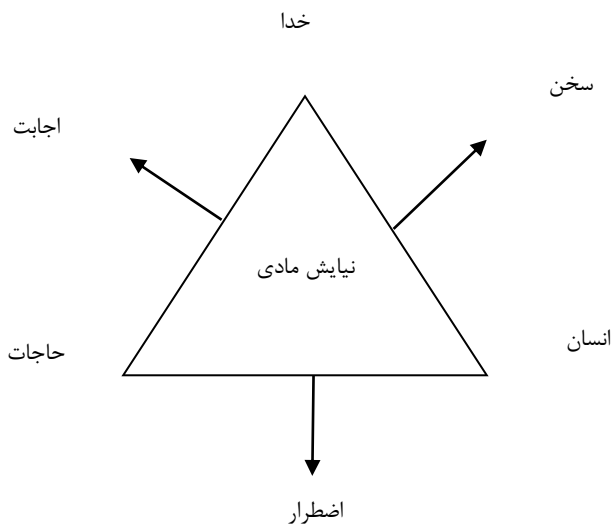 خدا
سخن
اجابت
نیایش مادی
انسان
حاجات
اضطرار